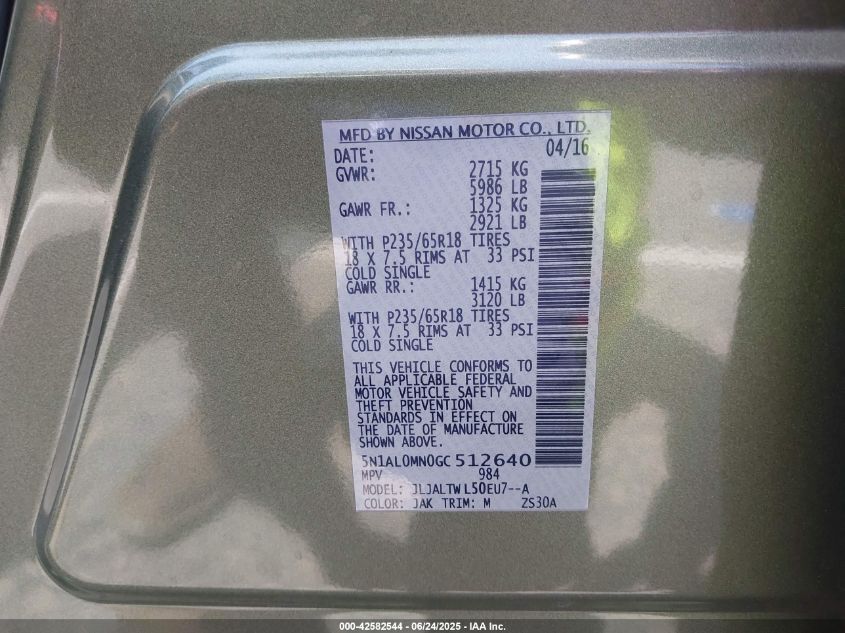 MFD BY NISSAN MOTOR CO., LTD.
DATE: 04/16
GVWR: 2715 KG
5986 LB
GAWR FR.: 1325 KG
2921 LB
WITH P235/65R18 TIRES
18 X 7.5 RIMS AT 33 PSI
COLD SINGLE
GAWR RR.: 1415 KG
3120 LB
WITH P235/65R18 TIRES
18 X 7.5 RIMS AT 33 PSI
COLD SINGLE
THIS VEHICLE CONFORMS TO
ALL APPLICABLE FEDERAL
MOTOR VEHICLE SAFETY AND
THEFT PREVENTION
STANDARDS IN EFFECT ON
THE DATE OF MANUFACTURE
SHOWN ABOVE.
5N1AL0MN0GC512640
MPV 984
MODEL: JLJALTWL50EU7--A
COLOR: JAK TRIM: M ZS30A
000-42582544 - 06/24/2025 - IAA Inc.